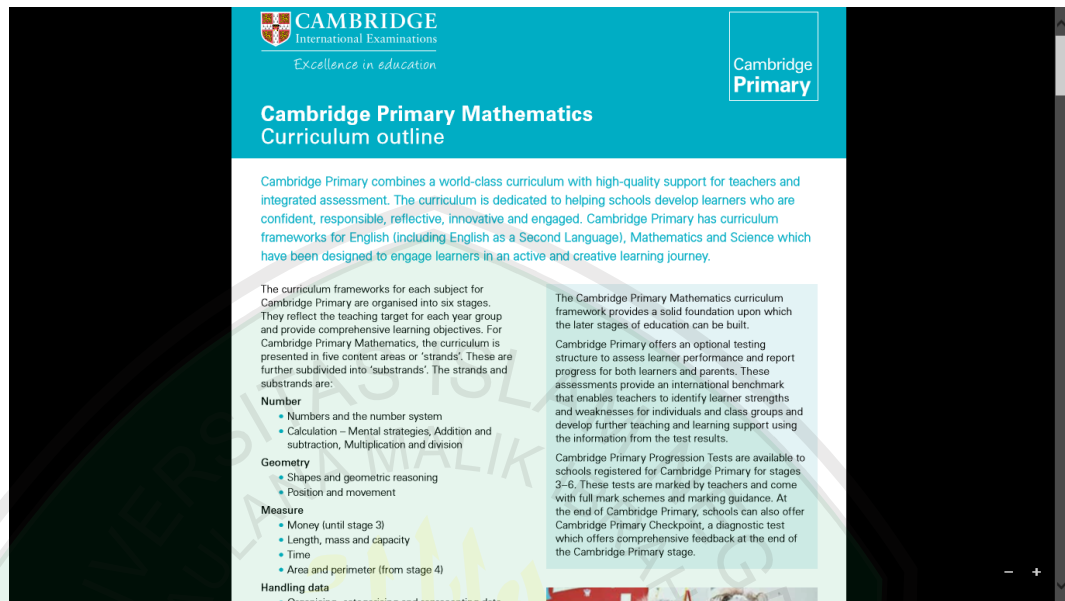 CAMBRIDGE
International Examinations
Excellence in education
Cambridge
Primary
Cambridge Primary Mathematics
Curriculum outline
Cambridge Primary combines a world-class curriculum with high-quality support for teachers and
integrated assessment. The curriculum is dedicated to helping schools develop learners who are
confident, responsible, reflective, innovative and engaged. Cambridge Primary has curriculum
frameworks for English (including English as a Second Language), Mathematics and Science which
have been designed to engage learners in an active and creative learning journey.
The curriculum frameworks for each subject for
Cambridge Primary are organised into six stages.
They reflect the teaching target for each year group
and provide comprehensive learning objectives. For
Cambridge Primary Mathematics, the curriculum is
presented in five content areas or ‘strands’. These are
further subdivided into ‘substrands’. The strands and
substrands are:
Number
• Numbers and the number system
• Calculation – Mental strategies, Addition and
subtraction, Multiplication and division
Geometry
• Shapes and geometric reasoning
• Position and movement
Measure
• Money (until stage 3)
• Length, mass and capacity
• Time
• Area and perimeter (from stage 4)
Handling data
• Organising, categorising and representing data
The Cambridge Primary Mathematics curriculum
framework provides a solid foundation upon which
the later stages of education can be built.
Cambridge Primary offers an optional testing
structure to assess learner performance and report
progress for both learners and parents. These
assessments provide an international benchmark
that enables teachers to identify learner strengths
and weaknesses for individuals and class groups and
develop further teaching and learning support using
the information from the test results.
Cambridge Primary Progression Tests are available to
schools registered for Cambridge Primary for stages
3–6. These tests are marked by teachers and come
with full mark schemes and marking guidance. At
the end of Cambridge Primary, schools can also offer
Cambridge Primary Checkpoint, a diagnostic test
which offers comprehensive feedback at the end of
the Cambridge Primary stage.
MALIK